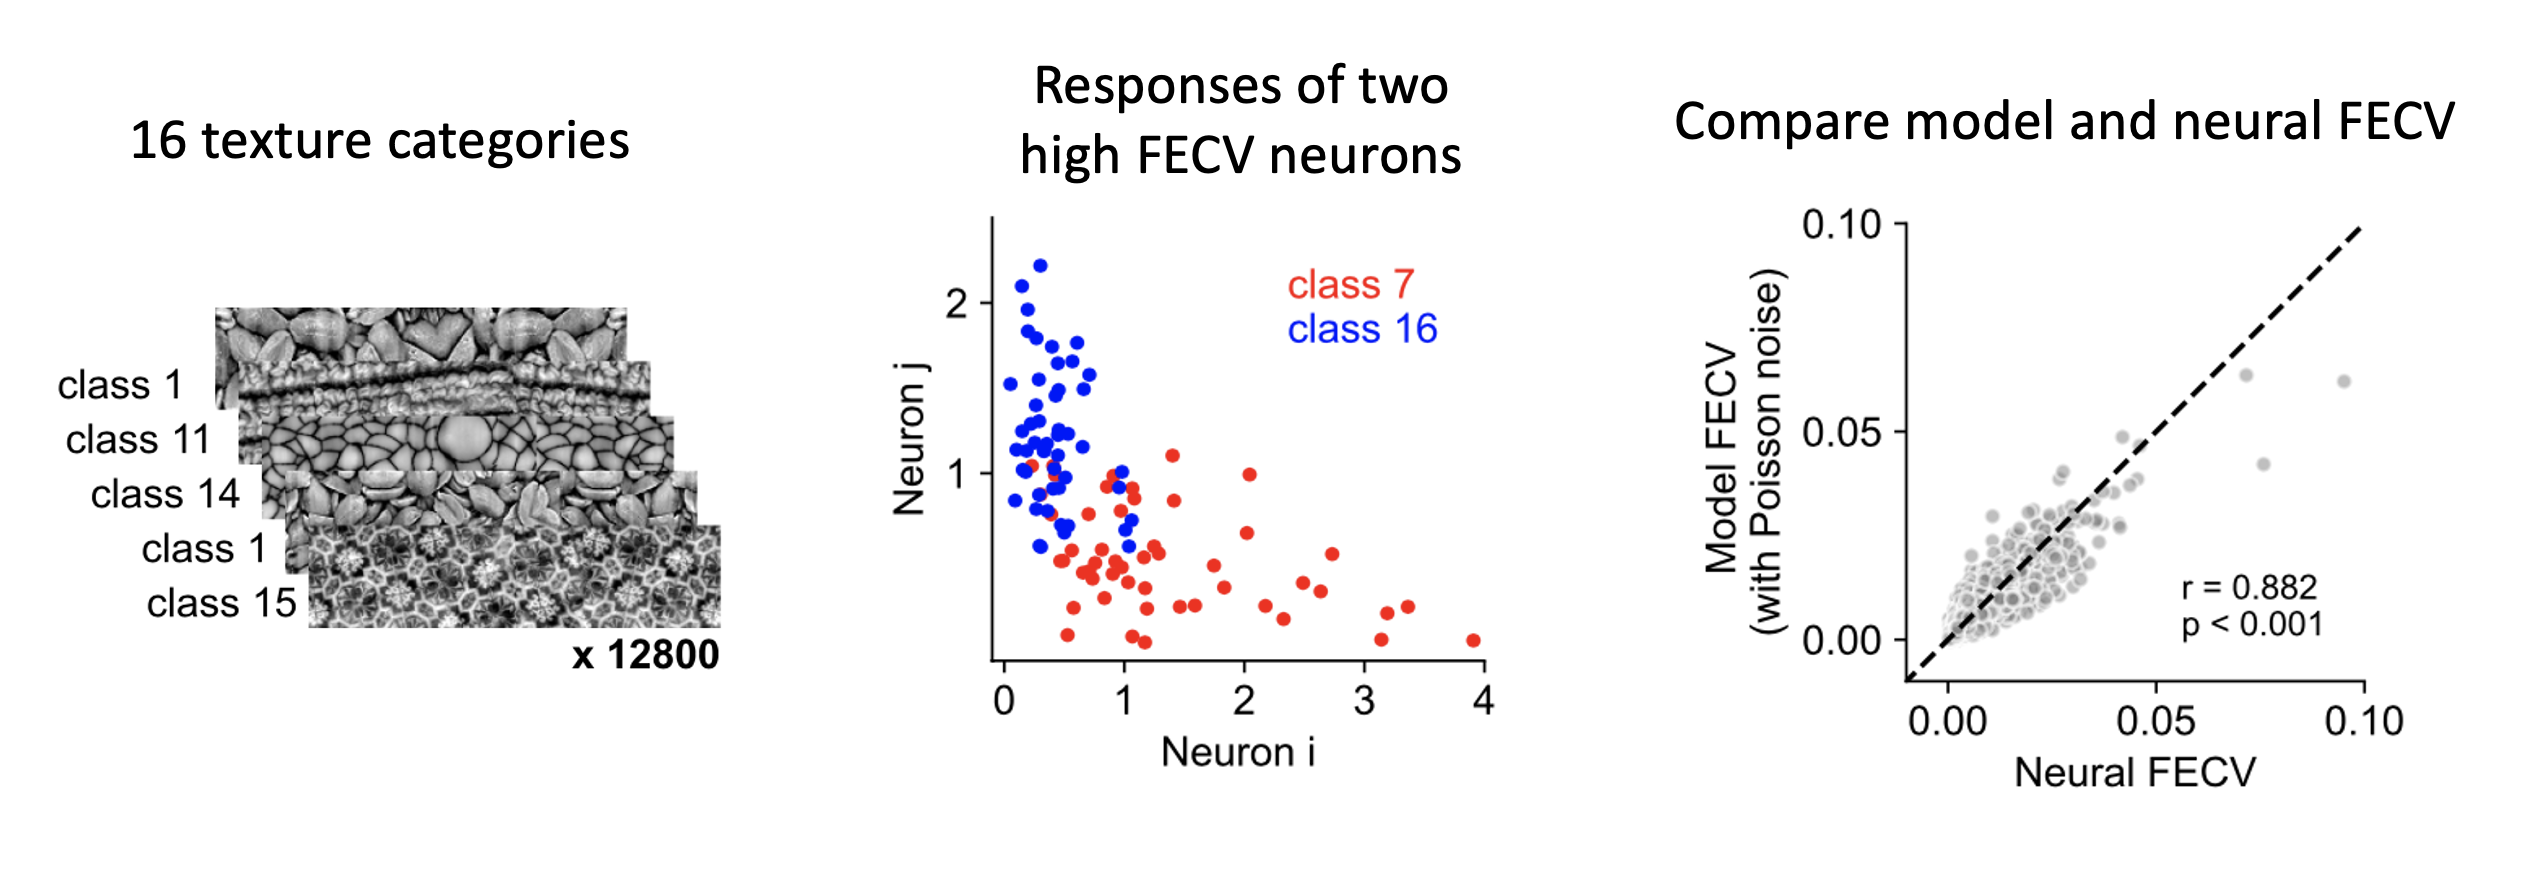 16 texture categories
class 1
class 11
class 14
class 1
class 15
x 12800
Responses of two
high FECV neurons
class 7
class 16
2
1
Neuron j
0 1 2 3 4
Neuron i
Compare model and neural FECV
0.10
0.05
0.00
Model FECV
(with Poisson noise)
r = 0.882
p < 0.001
0.00 0.05 0.10
Neural FECV